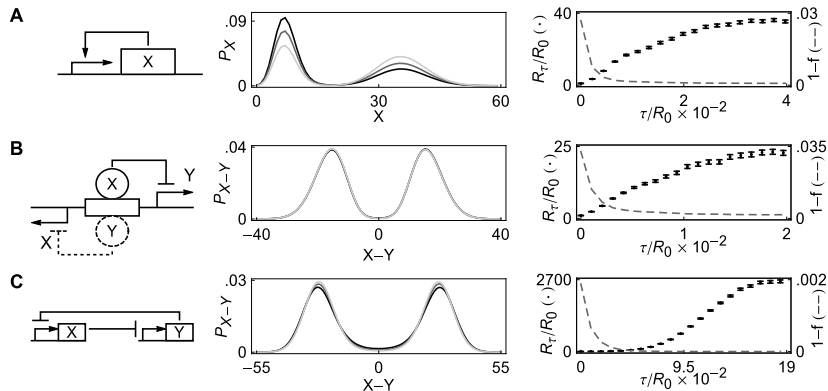 A
X
.09
P_X
0
0
30
60
X
40
R_τ/R_0 (·)
0
.03
1−f (−−)
0
0
2
4
τ/R_0 × 10^−2
B
X
Y
X
Y
.04
P_X−Y
0
−40
0
40
X−Y
25
R_τ/R_0 (·)
0
.035
1−f (−−)
0
0
1
2
τ/R_0 × 10^−2
C
X
Y
.03
P_X−Y
0
−55
0
55
X−Y
2700
R_τ/R_0 (·)
0
.002
1−f (−−)
0
0
9.5
19
τ/R_0 × 10^−2